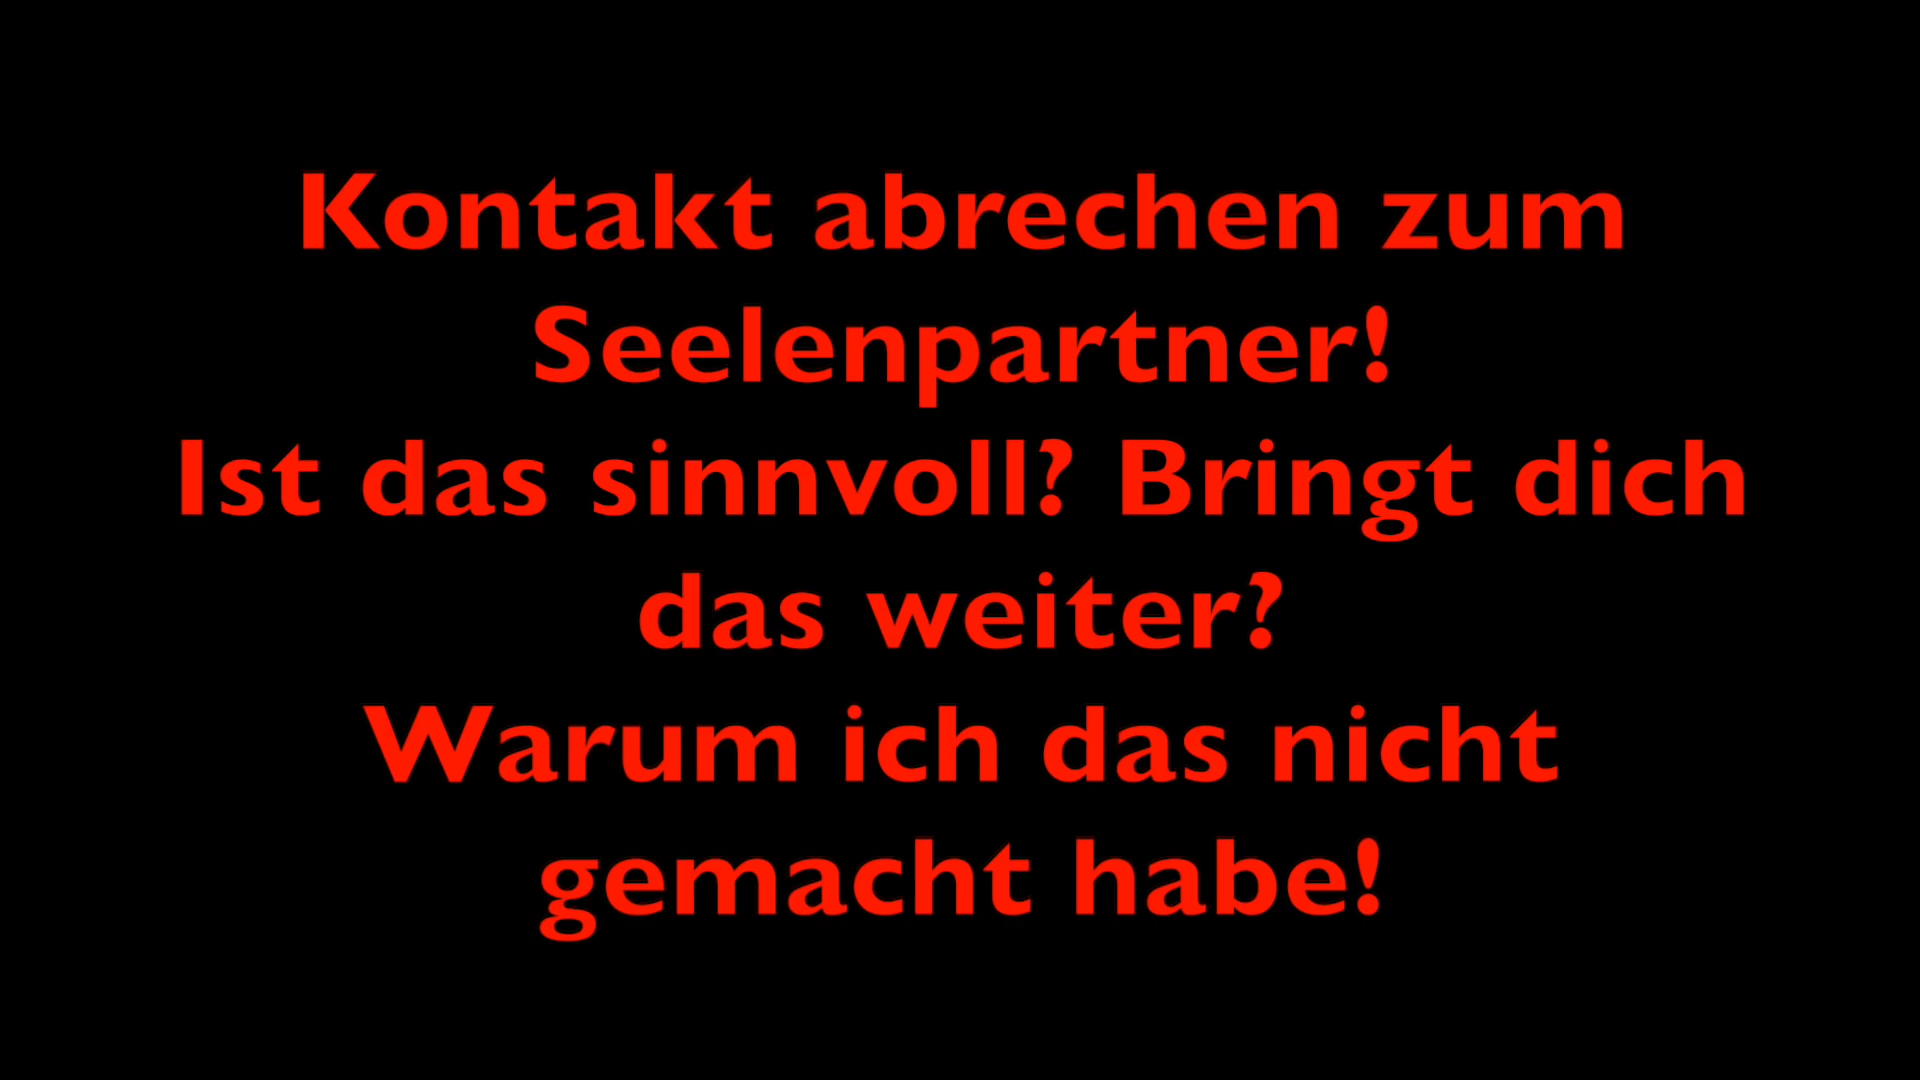 Kontakt abrechen zum
Seelenpartner!
Ist das sinnvoll? Bringt dich
das weiter?
Warum ich das nicht
gemacht habe!